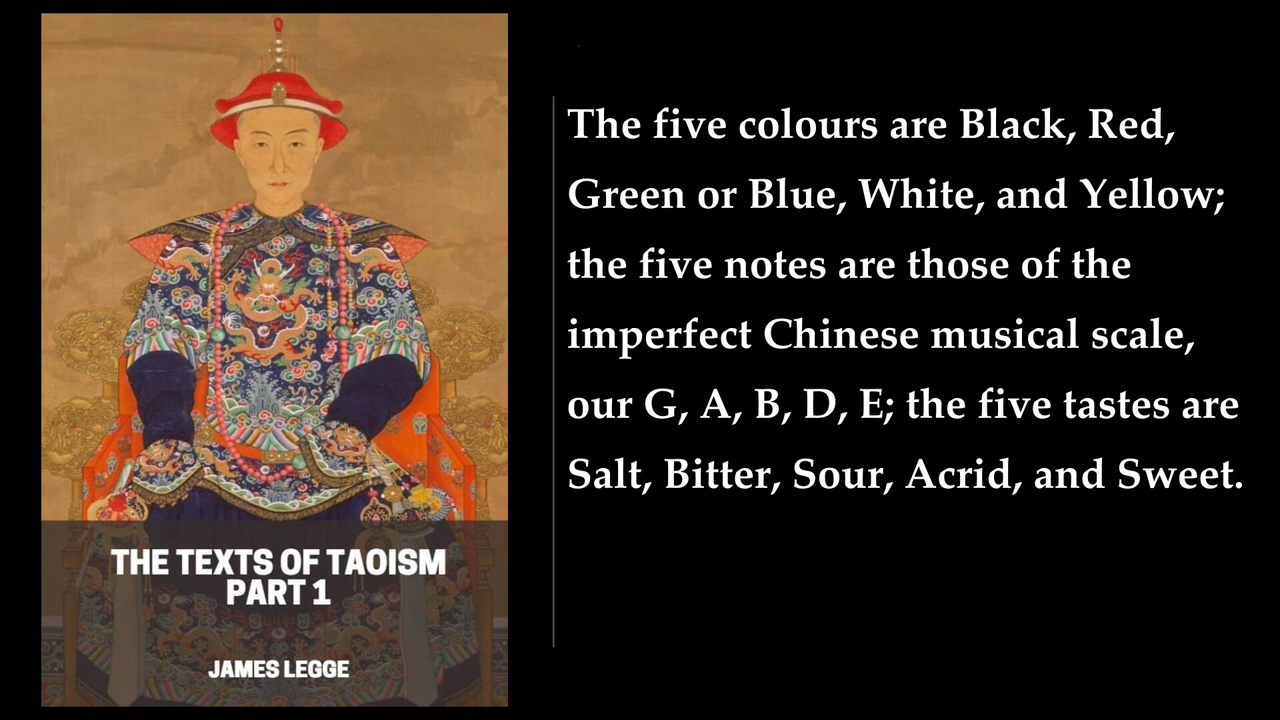 THE TEXTS OF TAOISM
PART 1
JAMES LEGGE
The five colours are Black, Red,
Green or Blue, White, and Yellow;
the five notes are those of the
imperfect Chinese musical scale,
our G, A, B, D, E; the five tastes are
Salt, Bitter, Sour, Acrid, and Sweet.